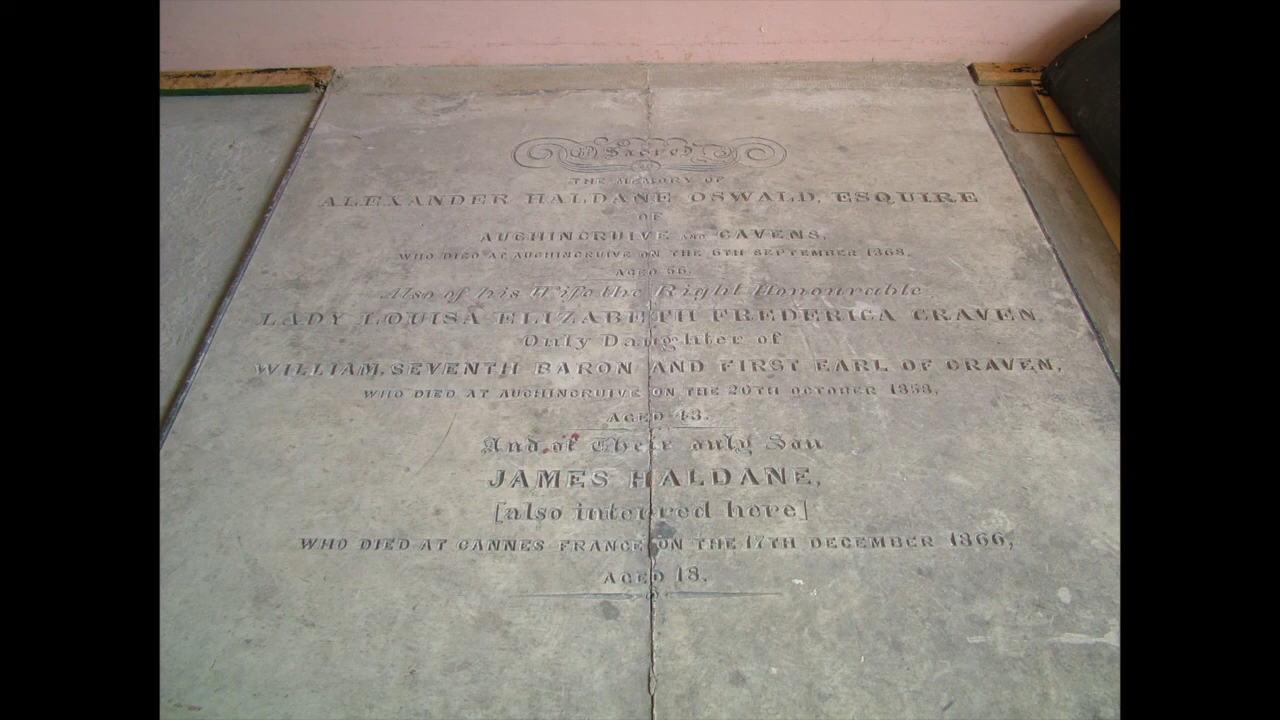 Sacred
THE MEMORY OF
ALEXANDER HALDANE OSWALD, ESQUIRE
OF
AUCHINCRUIVE AND CAVENS,
WHO DIED AT AUCHINCRUIVE ON THE 6TH SEPTEMBER 1868,
AGED 56.
Also of his Wife the Right Honourable
LADY LOUISA ELIZABETH FREDERICA CRAVEN
Only Daughter of
WILLIAM, SEVENTH BARON AND FIRST EARL OF CRAVEN,
WHO DIED AT AUCHINCRUIVE ON THE 20TH OCTOBER 1858,
AGED 43.
And of Their only Son
JAMES HALDANE,
[also interred here]
WHO DIED AT CANNES FRANCE ON THE 17TH DECEMBER 1866,
AGED 18.